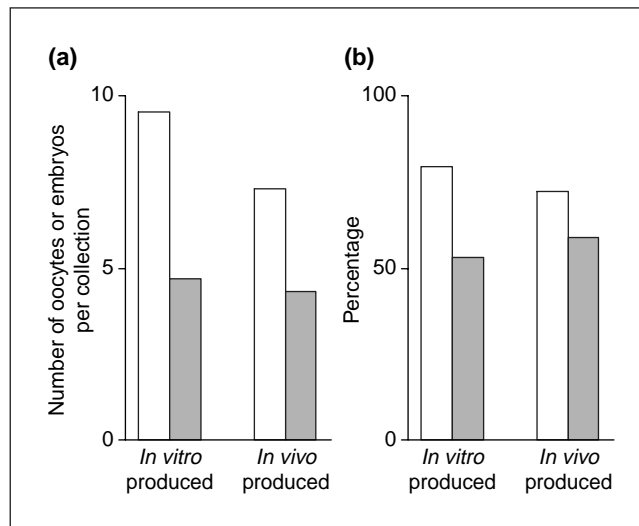 (a)
Number of oocytes or embryos
per collection
10
5
0
In vitro
produced
In vivo
produced
(b)
Percentage
100
50
0
In vitro
produced
In vivo
produced